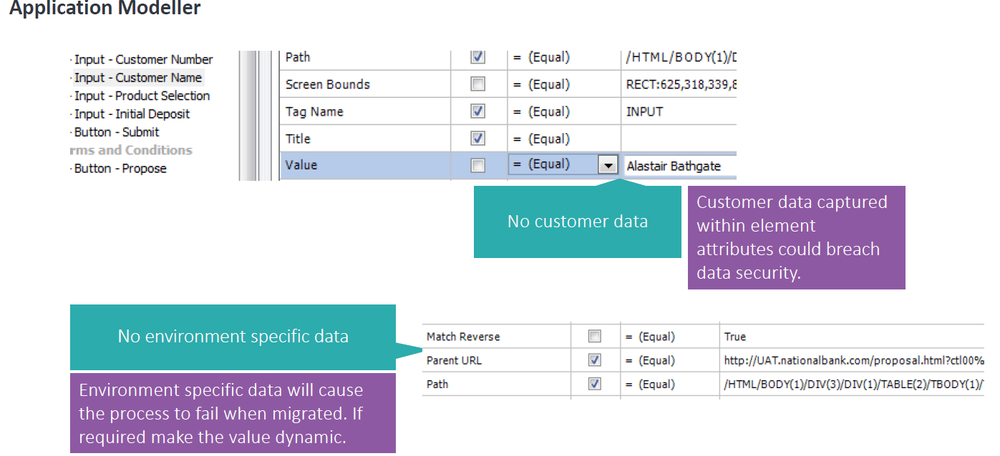 Application Modeller
Input - Customer Number
Input - Customer Name
Input - Product Selection
Input - Initial Deposit
Button - Submit
rms and Conditions
Button - Propose
Path = (Equal) /HTML/BODY(1)/D
Screen Bounds = (Equal) RECT:625,318,339,8
Tag Name = (Equal) INPUT
Title = (Equal)
Value = (Equal) Alastair Bathgate
No customer data
Customer data captured
within element
attributes could breach
data security.
No environment specific data
Environment specific data will cause
the process to fail when migrated. If
required make the value dynamic.
Match Reverse = (Equal) True
Parent URL = (Equal) http://UAT.nationalbank.com/proposal.html?ctl00%
Path = (Equal) /HTML/BODY(1)/DIV(3)/DIV(1)/TABLE(2)/TBODY(1)/